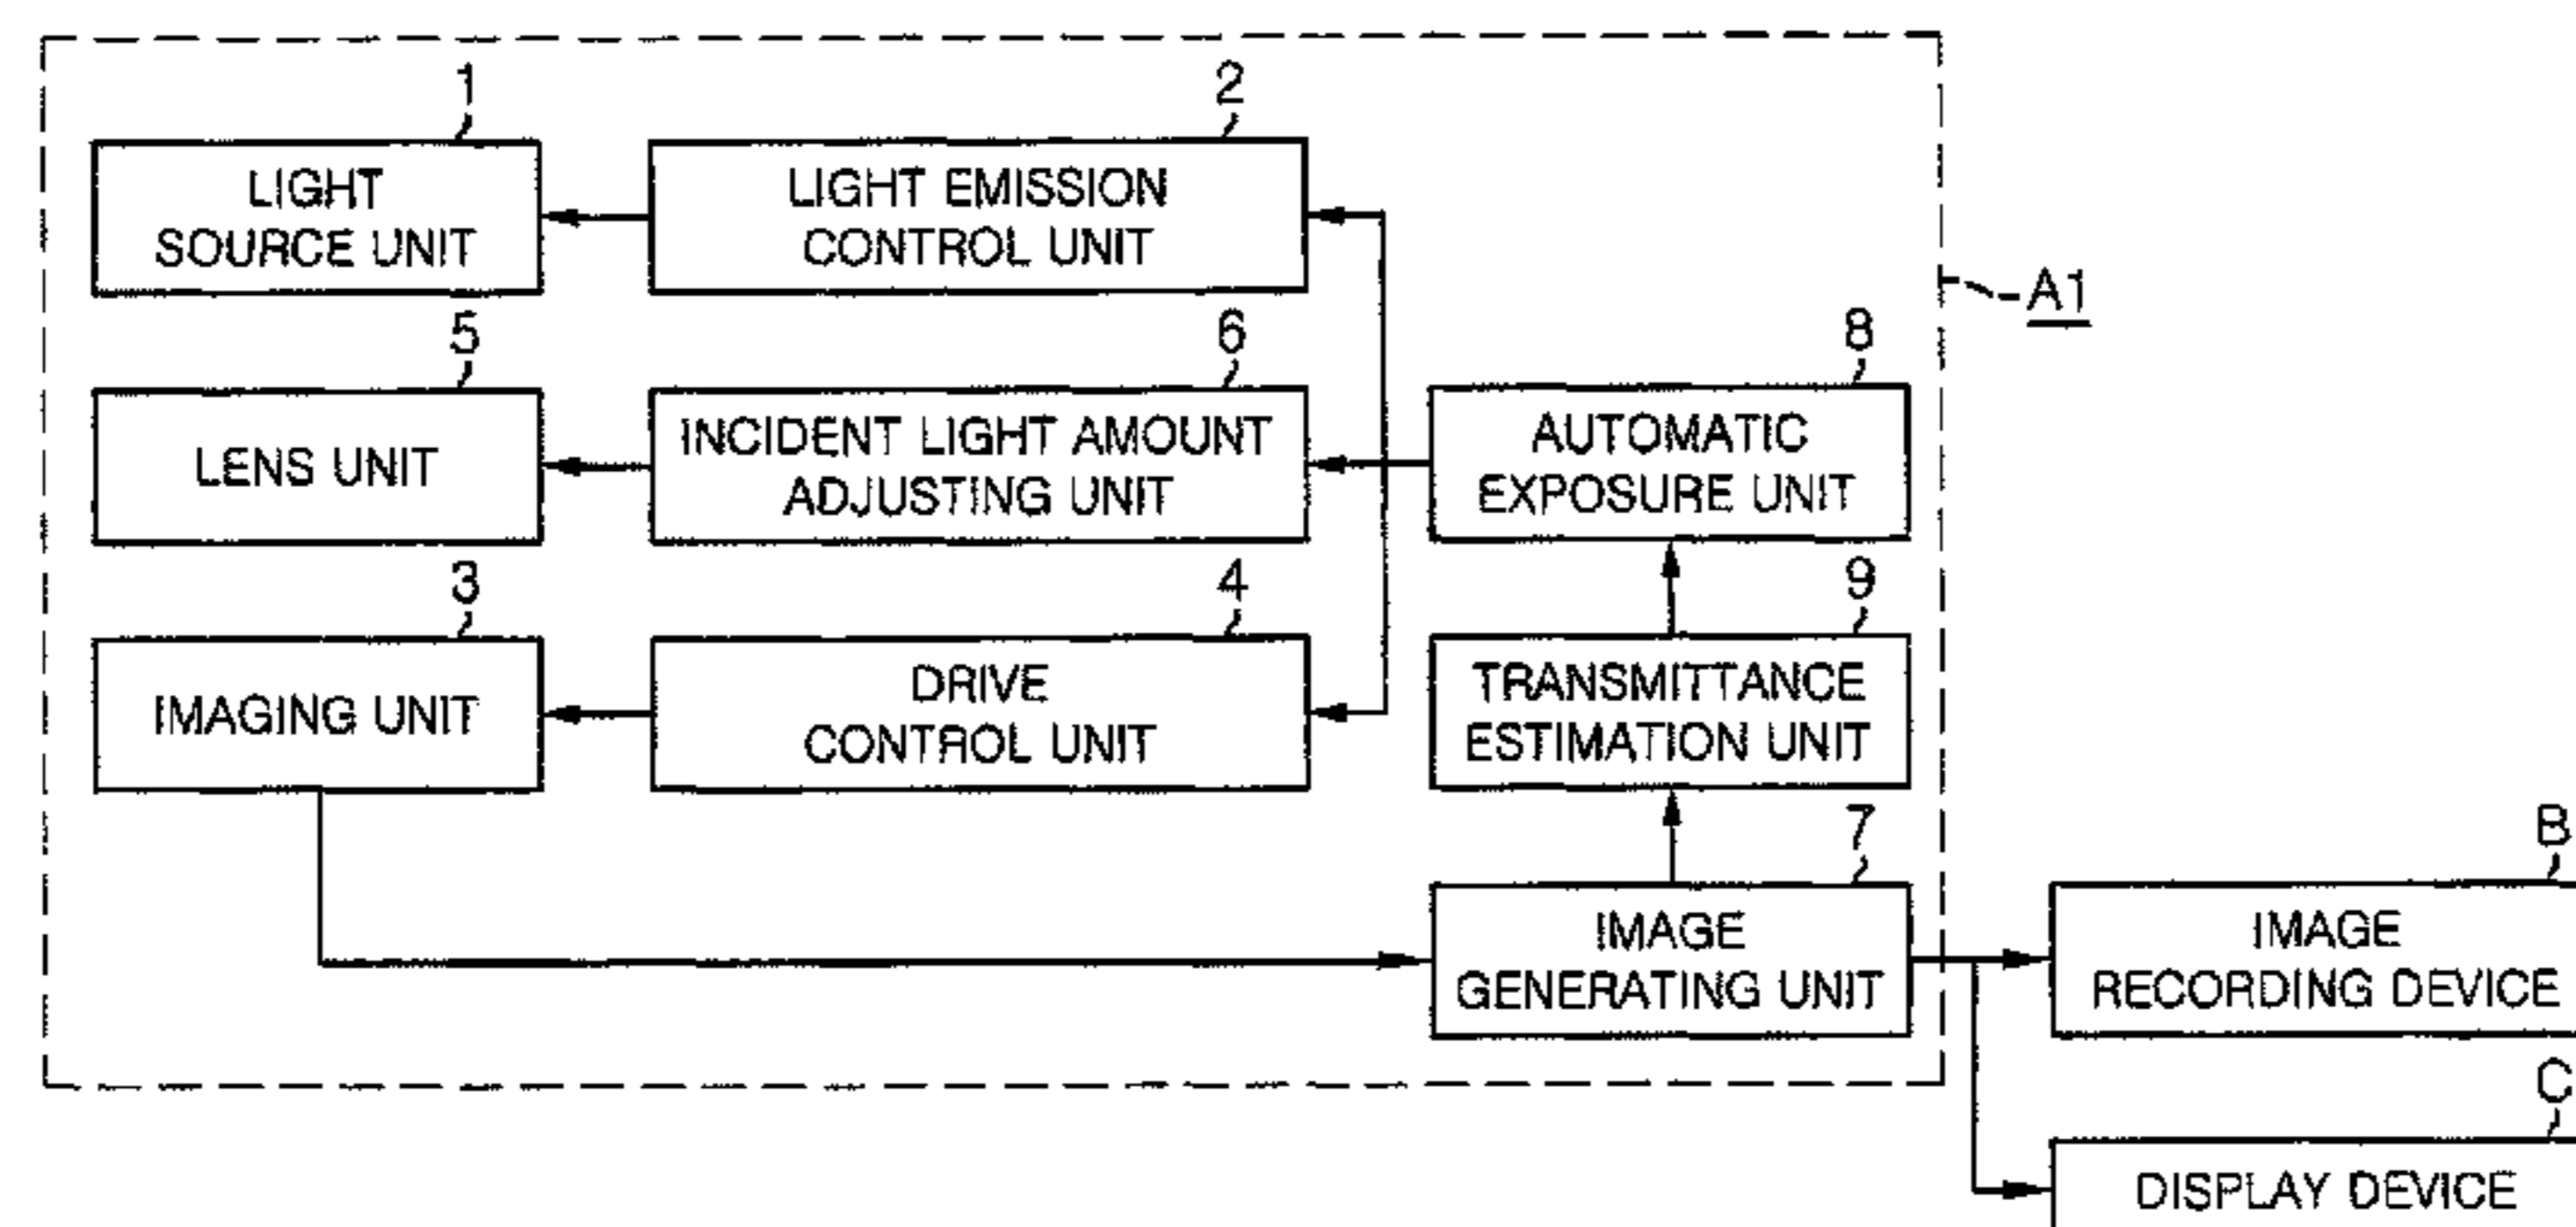 1
LIGHT
SOURCE UNIT
2
LIGHT EMISSION
CONTROL UNIT
A1
5
LENS UNIT
6
INCIDENT LIGHT AMOUNT
ADJUSTING UNIT
8
AUTOMATIC
EXPOSURE UNIT
3
IMAGING UNIT
4
DRIVE
CONTROL UNIT
9
TRANSMITTANCE
ESTIMATION UNIT
7
IMAGE
GENERATING UNIT
B
IMAGE
RECORDING DEVICE
C
DISPLAY DEVICE